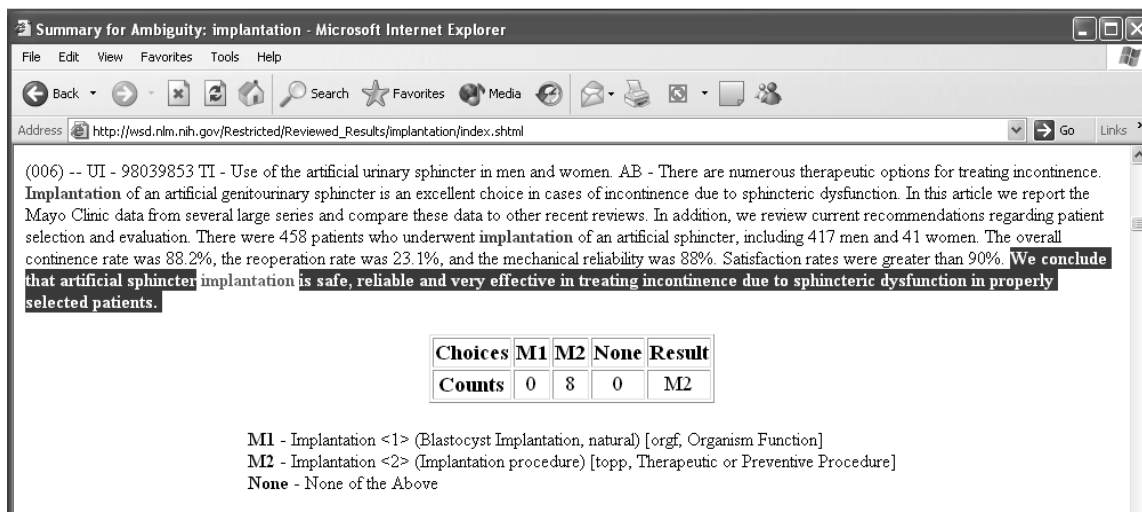 Summary for Ambiguity: implantation - Microsoft Internet Explorer
File Edit View Favorites Tools Help
Back Search Favorites Media
Address http://wsd.nlm.nih.gov/Restricted/Reviewed_Results/implantation/index.shtml Go Links
(006) -- UI - 98039853 TI - Use of the artificial urinary sphincter in men and women. AB - There are numerous therapeutic options for treating incontinence.
Implantation of an artificial genitourinary sphincter is an excellent choice in cases of incontinence due to sphincteric dysfunction. In this article we report the
Mayo Clinic data from several large series and compare these data to other recent reviews. In addition, we review current recommendations regarding patient
selection and evaluation. There were 458 patients who underwent implantation of an artificial sphincter, including 417 men and 41 women. The overall
continence rate was 88.2%, the reoperation rate was 23.1%, and the mechanical reliability was 88%. Satisfaction rates were greater than 90%. We conclude
that artificial sphincter implantation is safe, reliable and very effective in treating incontinence due to sphincteric dysfunction in properly
selected patients.
Choices M1 M2 None Result
Counts 0 8 0 M2
M1 - Implantation <1> (Blastocyst Implantation, natural) [orgf, Organism Function]
M2 - Implantation <2> (Implantation procedure) [topp, Therapeutic or Preventive Procedure]
None - None of the Above